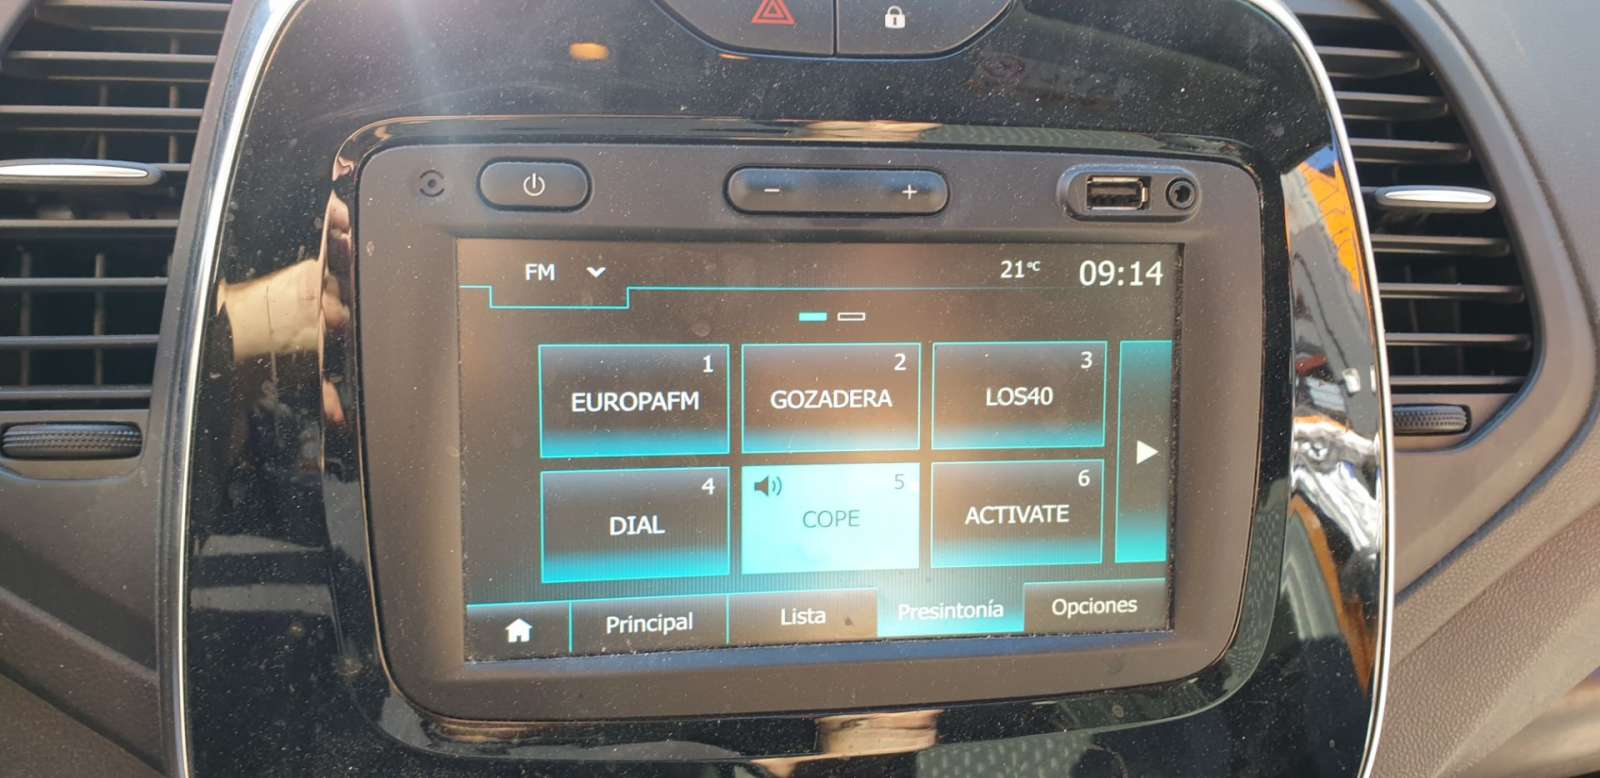 FM 21°C 09:14
1 2 3
EUROPAFM GOZADERA LOS40
4 5 6
DIAL COPE ACTIVATE
Principal Lista Presintonía Opciones